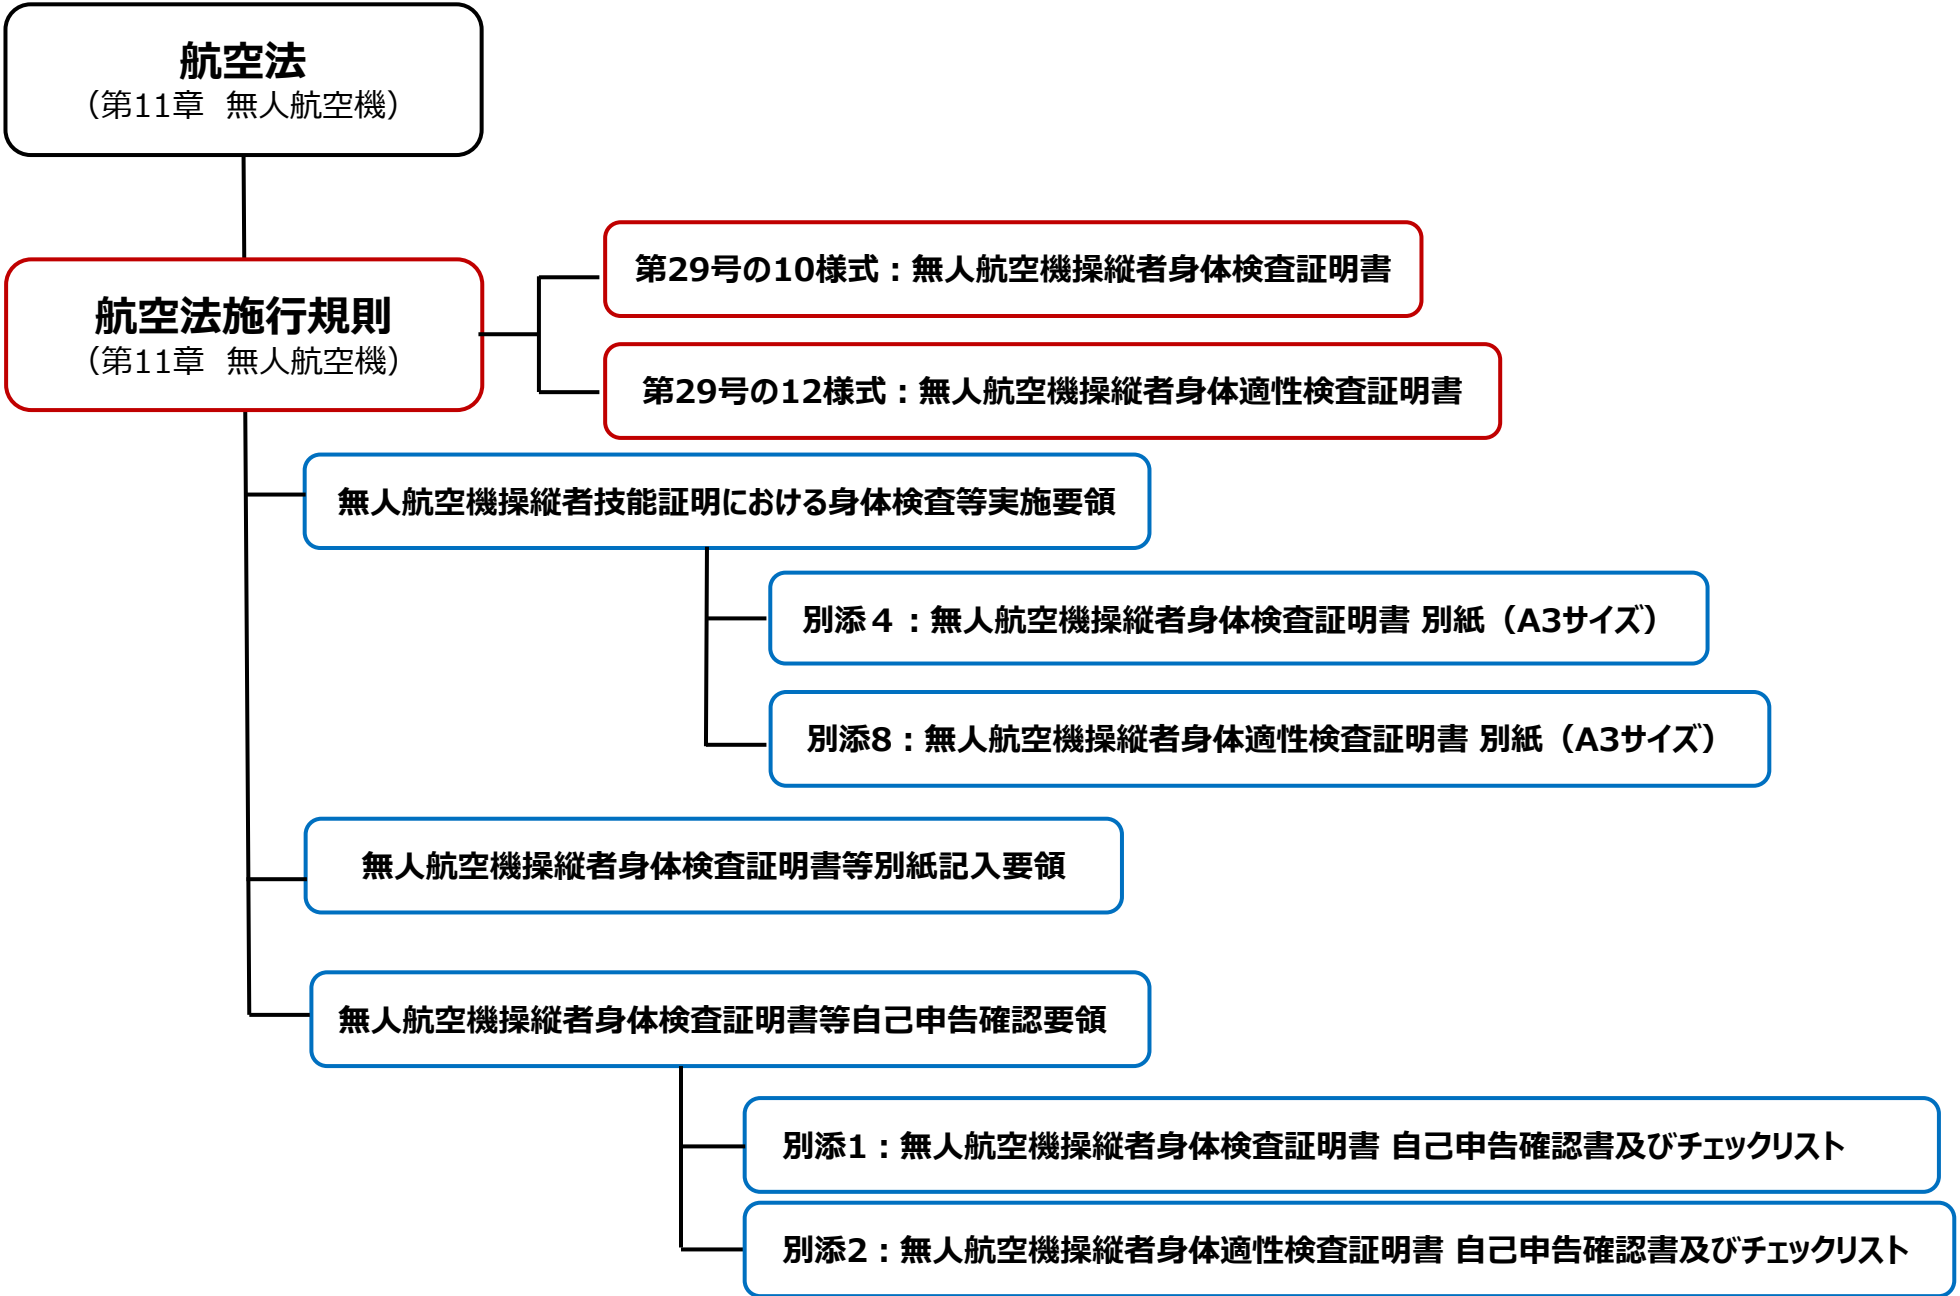 航空法
（第11章　無人航空機）
航空法施行規則
（第11章　無人航空機）
第29号の10様式：無人航空機操縦者身体検査証明書
第29号の12様式：無人航空機操縦者身体適性検査証明書
無人航空機操縦者技能証明における身体検査等実施要領
別添４：無人航空機操縦者身体検査証明書 別紙（A3サイズ）
別添8：無人航空機操縦者身体適性検査証明書 別紙（A3サイズ）
無人航空機操縦者身体検査証明書等別紙記入要領
無人航空機操縦者身体検査証明書等自己申告確認要領
別添1：無人航空機操縦者身体検査証明書 自己申告確認書及びチェックリスト
別添2：無人航空機操縦者身体適性検査証明書 自己申告確認書及びチェックリスト